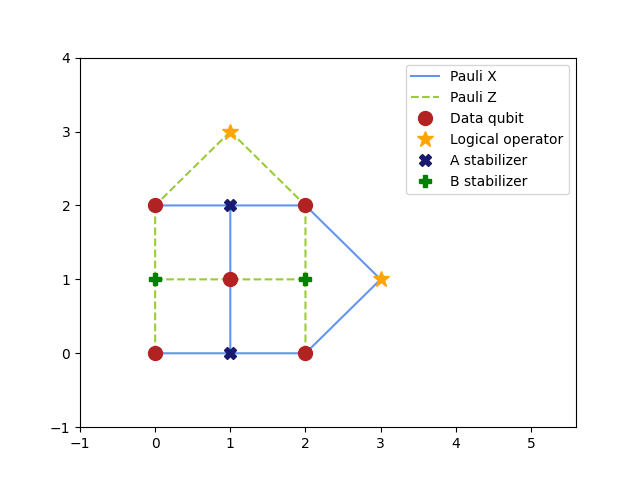 Pauli X
Pauli Z
Data qubit
Logical operator
A stabilizer
B stabilizer
4
3
2
1
0
−1
−1 0 1 2 3 4 5